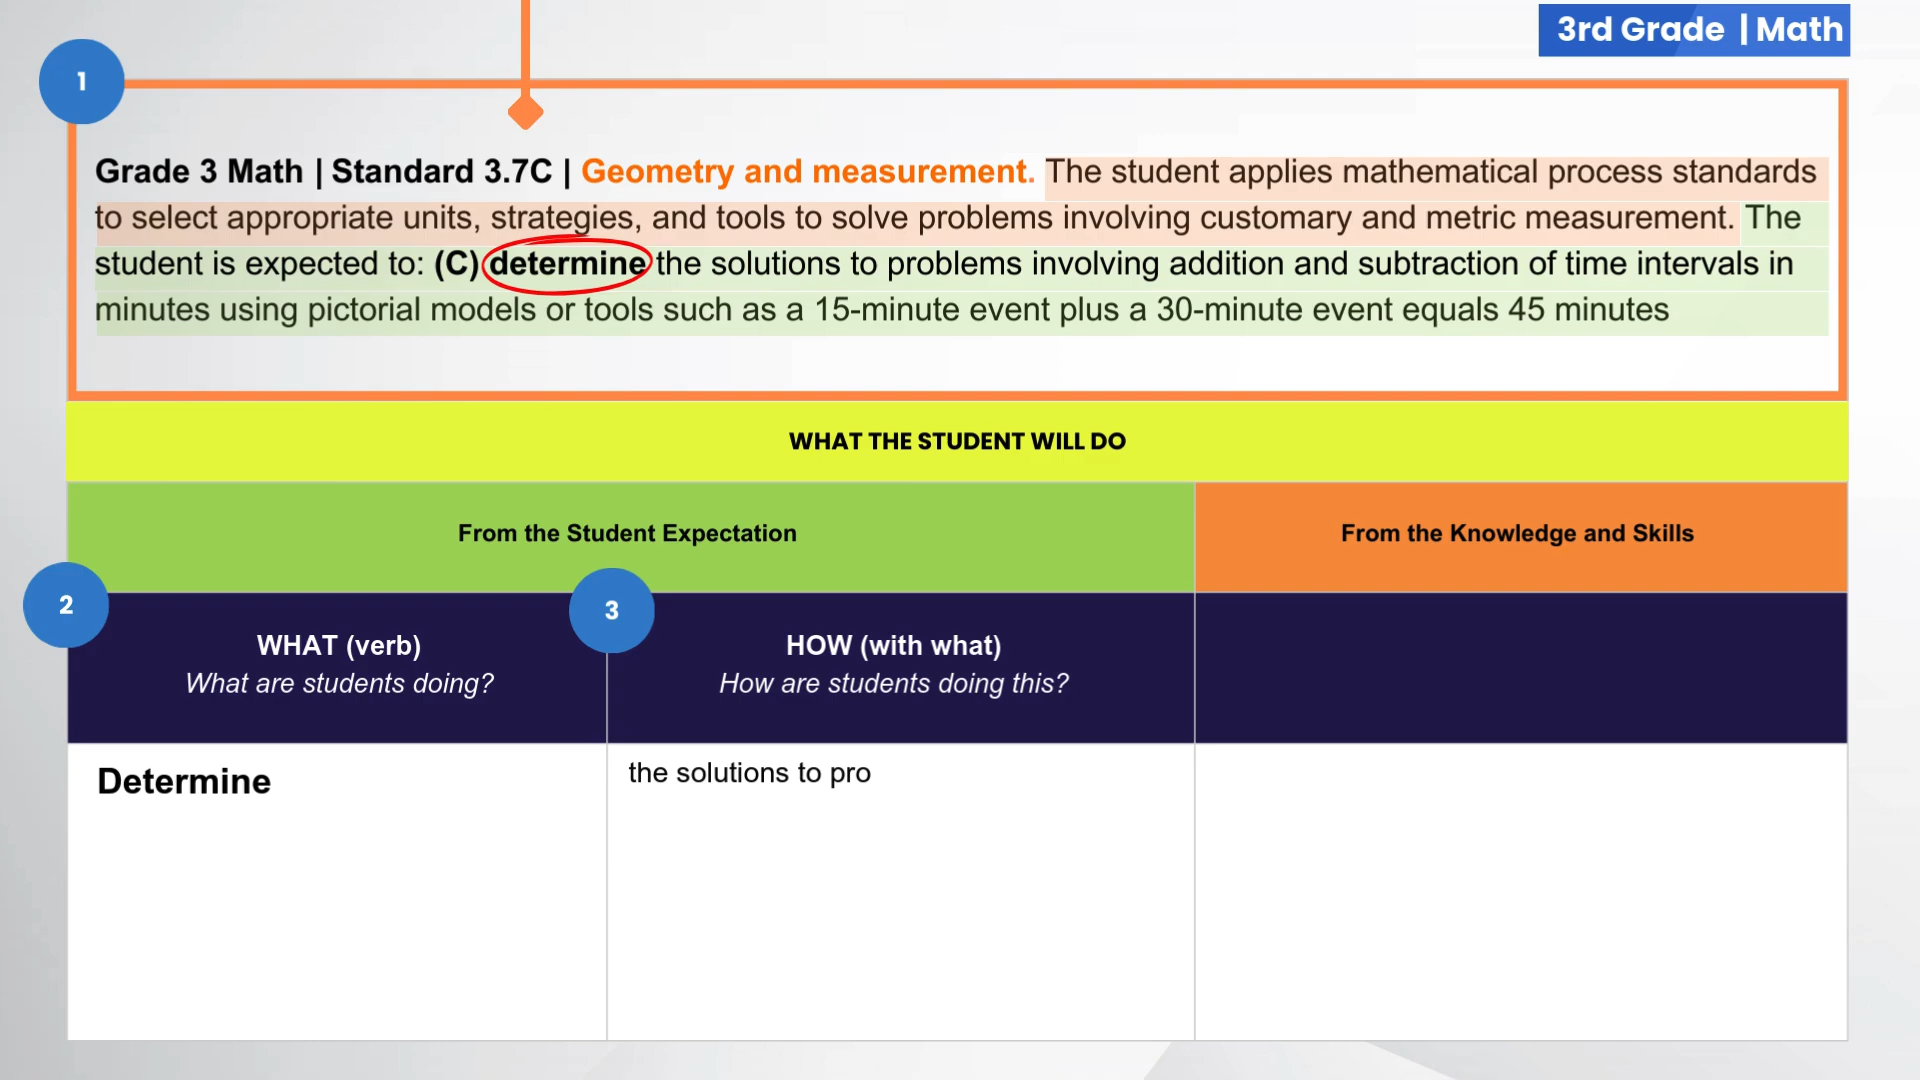 3rd Grade | Math
1
Grade 3 Math | Standard 3.7C | Geometry and measurement. The student applies mathematical process standards
to select appropriate units, strategies, and tools to solve problems involving customary and metric measurement. The
student is expected to: (C) determine the solutions to problems involving addition and subtraction of time intervals in
minutes using pictorial models or tools such as a 15-minute event plus a 30-minute event equals 45 minutes
WHAT THE STUDENT WILL DO
From the Student Expectation
From the Knowledge and Skills
2
WHAT (verb)
What are students doing?
3
HOW (with what)
How are students doing this?
Determine
the solutions to pro